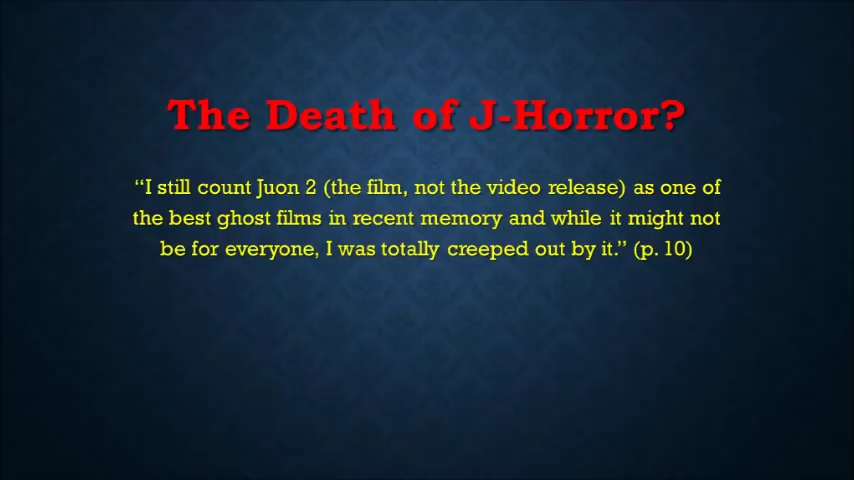 The Death of J-Horror?
“I still count Juon 2 (the film, not the video release) as one of
the best ghost films in recent memory and while it might not
be for everyone, I was totally creeped out by it.” (p. 10)